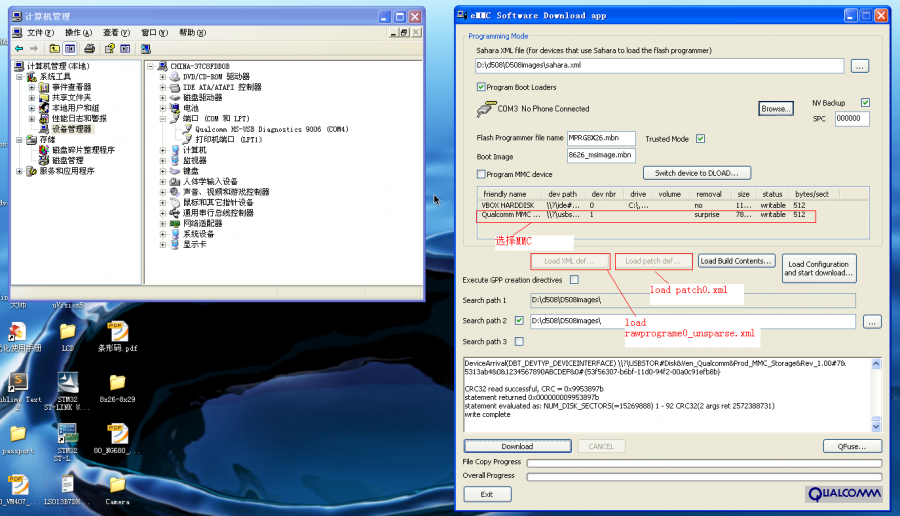 计算机管理
文件(F) 操作(A) 查看(V) 窗口(W) 帮助(H)
计算机管理(本地)
系统工具
事件查看器
共享文件夹
本地用户和组
性能日志和警报
设备管理器
存储
磁盘碎片整理程序
磁盘管理
服务和应用程序
CHINA-37C8FDB0B
DVD/CD-ROM 驱动器
IDE ATA/ATAPI 控制器
磁盘驱动器
电池
端口 (COM 和 LPT)
Qualcomm HS-USB Diagnostics 9006 (COM4)
打印机端口 (LPT1)
计算机
监视器
键盘
人体学输入设备
声音、视频和游戏控制器
鼠标和其它指针设备
通用串行总线控制器
网络适配器
系统设备
显示卡
uVision5
使用手册
LCD
条形码.pdf
Sublime Text 2
STM32 ST-LINK U...
8x26-8x29
passport
STM32 ST-L...
80_NG680_...
LSO13B7DH...
Camera
eMMC Software Download app
Programming Mode
Sahara XML file (for devices that use Sahara to load the flash programmer)
D:\d508\D508images\sahara.xml
...
Program Boot Loaders
COM3 No Phone Connected
Browse...
NV Backup
SPC 000000
Flash Programmer file name MPRG8X26.mbn Trusted Mode
Boot Image 8626_msimage.mbn
Program MMC device
Switch device to DLOAD...
friendly name dev path dev nbr drive volume removal size status bytes/sect
VBOX HARDDISK \\?\ide#... 0 C:\,... no 11... writable 512
Qualcomm MMC ... \\?\usbs... 1 surprise 78... writable 512
选择MMC
Load XML def... Load patch def... Load Build Contents... Load Configuration and start download...
Execute GPP creation directives
load patch0.xml
Search path 1 D:\d508\D508images\
Search path 2 D:\d508\D508images\ ...
load
rawprograme0_unsparse.xml
Search path 3
DeviceArrival(DBT_DEVTYP_DEVICEINTERFACE) \\?\USBSTOR#Disk&Ven_Qualcomm&Prod_MMC_Storage&Rev_1.00#7&
5313ab4&0&1234567890ABCDEF&0#{53f56307-b6bf-11d0-94f2-00a0c91efb8b}
CRC32 read successful, CRC = 0x9953897b
statement returned 0x000000009953897b
statement evaluated as: NUM_DISK_SECTORS(=15269888) 1 - 92 CRC32(2 args ret 2572388731)
write complete
Download CANCEL QFuse...
File Copy Progress
Overall Progress
Exit
QUALCOMM